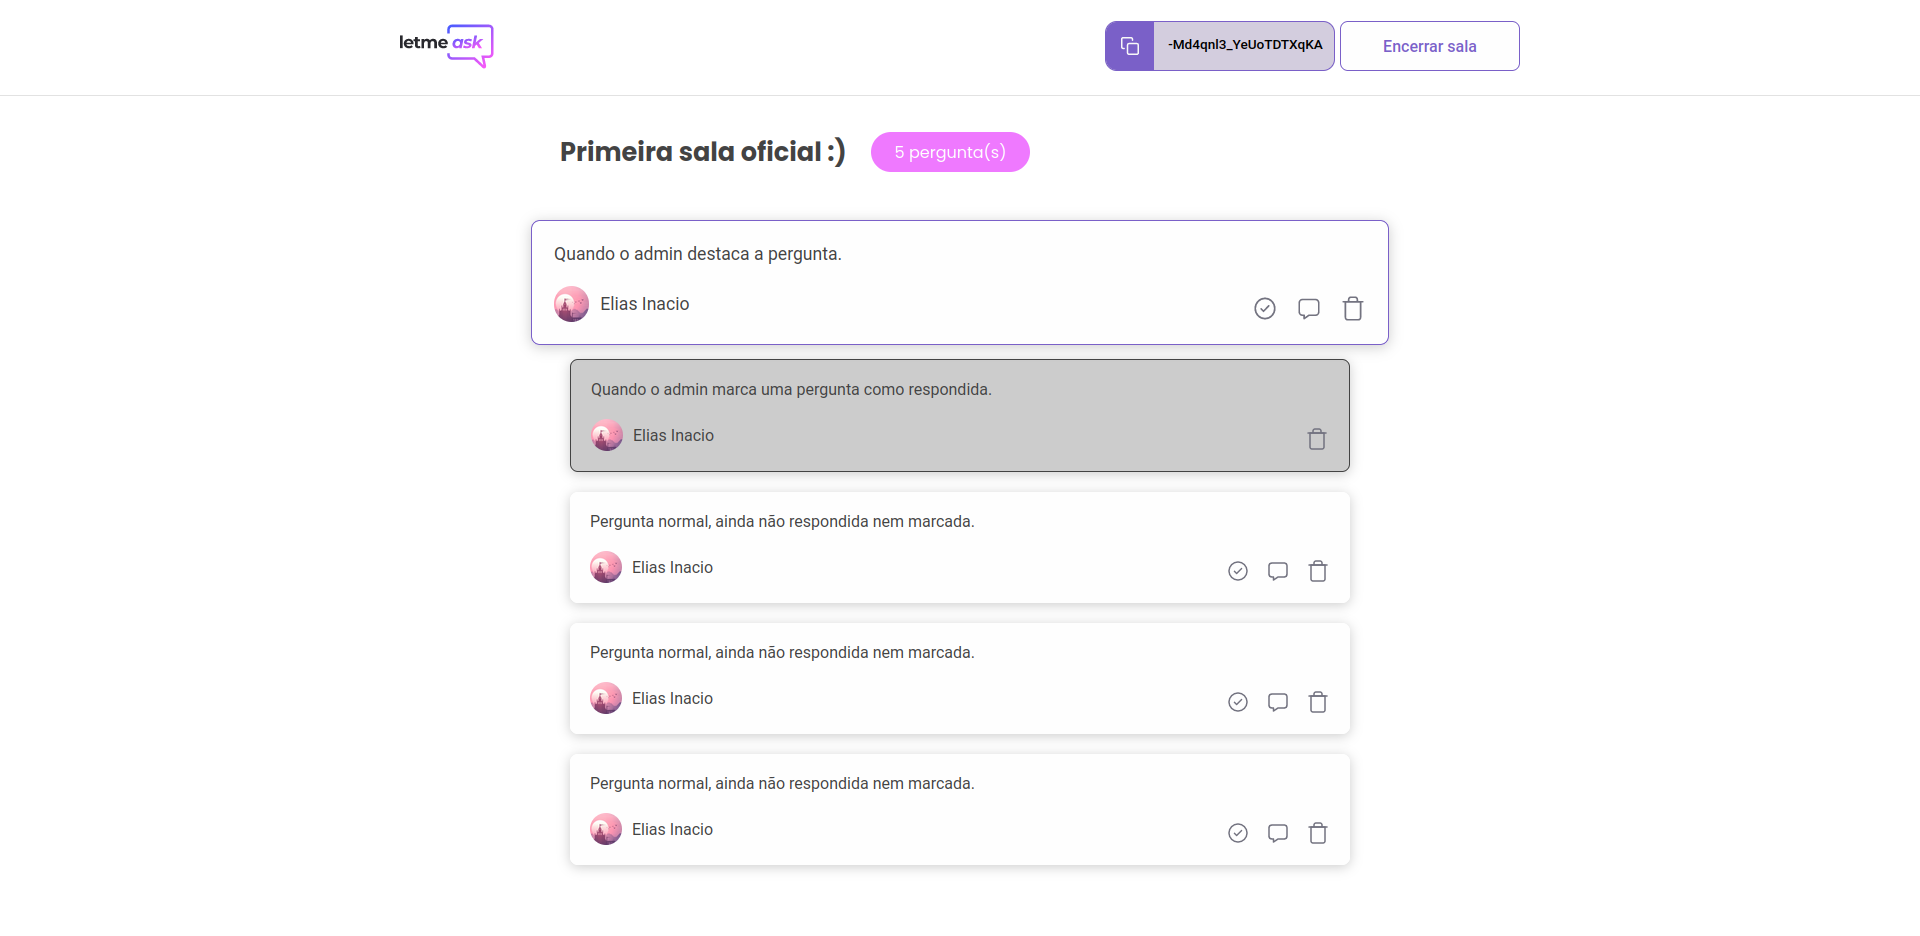 letme ask
-Md4qnl3_YeUoTDTXqKA
Encerrar sala
Primeira sala oficial :)
5 pergunta(s)
Quando o admin destaca a pergunta.
Elias Inacio
Quando o admin marca uma pergunta como respondida.
Elias Inacio
Pergunta normal, ainda não respondida nem marcada.
Elias Inacio
Pergunta normal, ainda não respondida nem marcada.
Elias Inacio
Pergunta normal, ainda não respondida nem marcada.
Elias Inacio